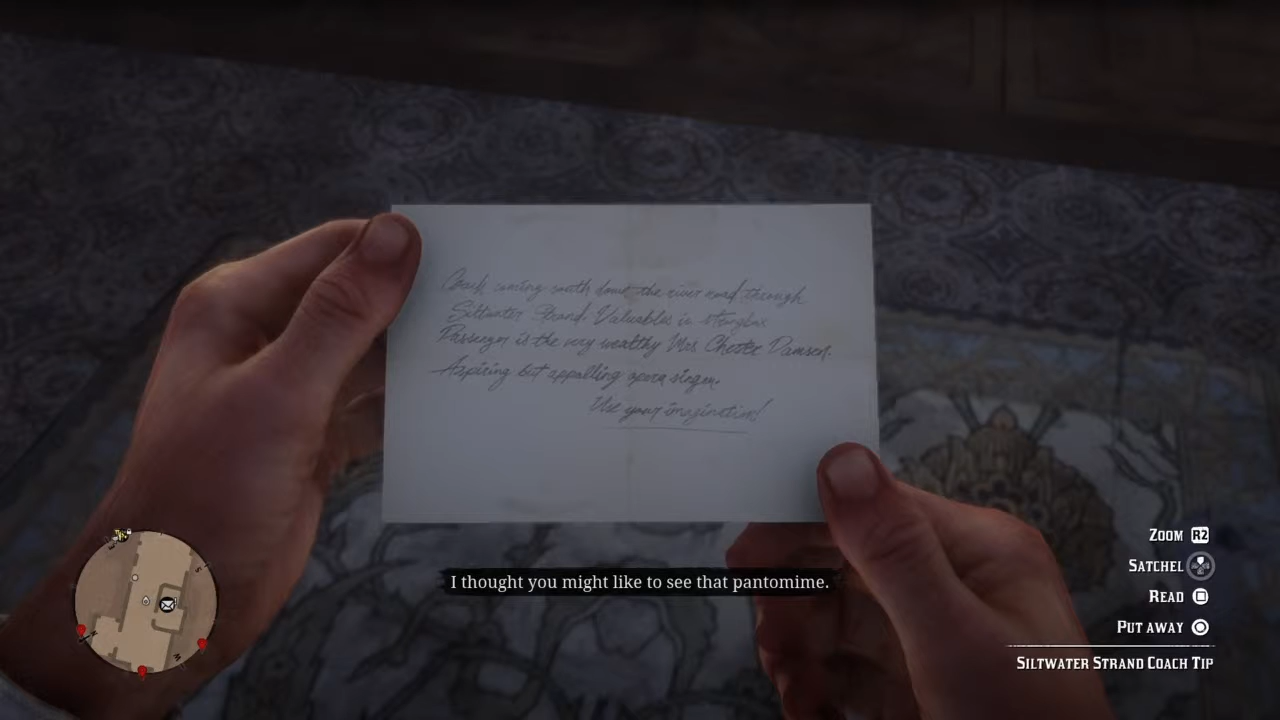 Coach coming south down the river road through
Siltwater Strand. Valuables in strongbox.
Passenger is the very wealthy Mrs Chester Damsen.
Aspiring but appalling opera singer.
Use your imagination!
I thought you might like to see that pantomime.
ZOOM R2
SATCHEL
READ
PUT AWAY
SILTWATER STRAND COACH TIP